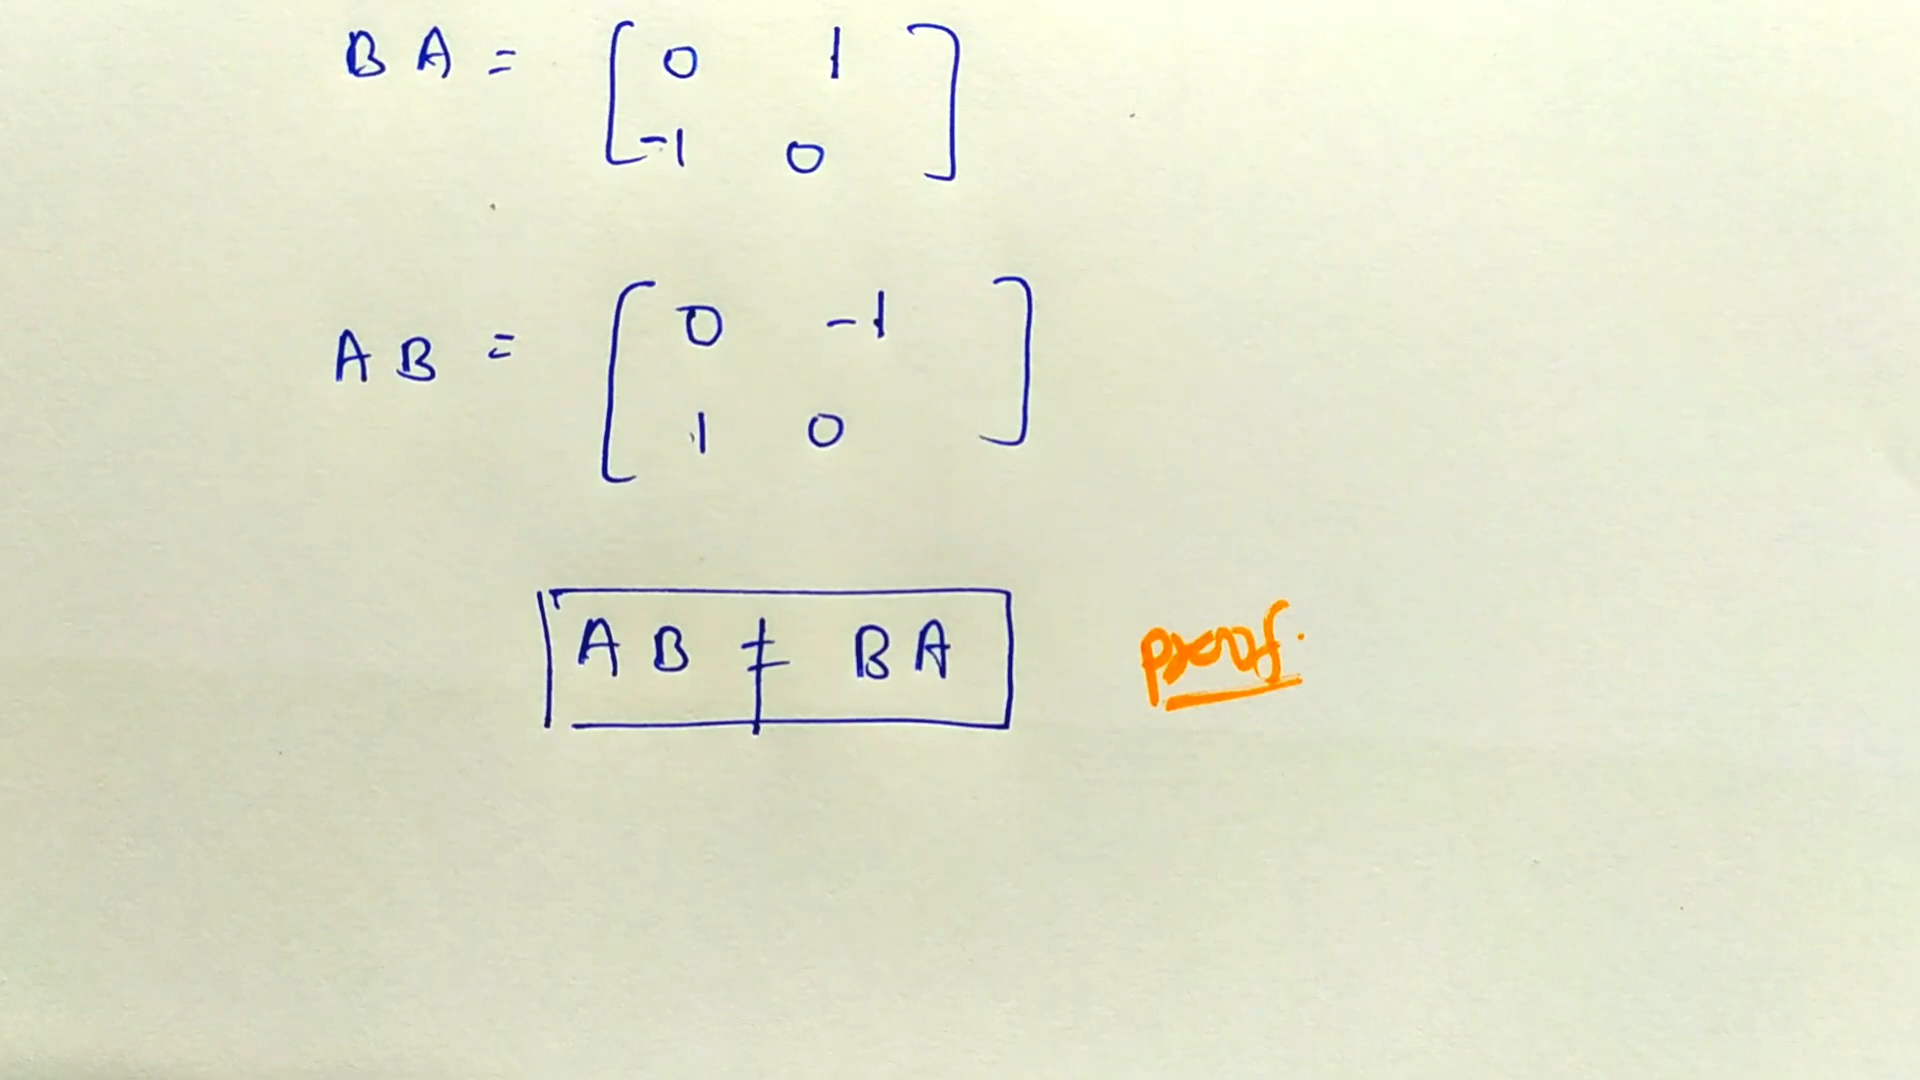 BA = [ 0 1
-1 0 ]
AB = [ 0 -1
1 0 ]
AB ≠ BA proof.